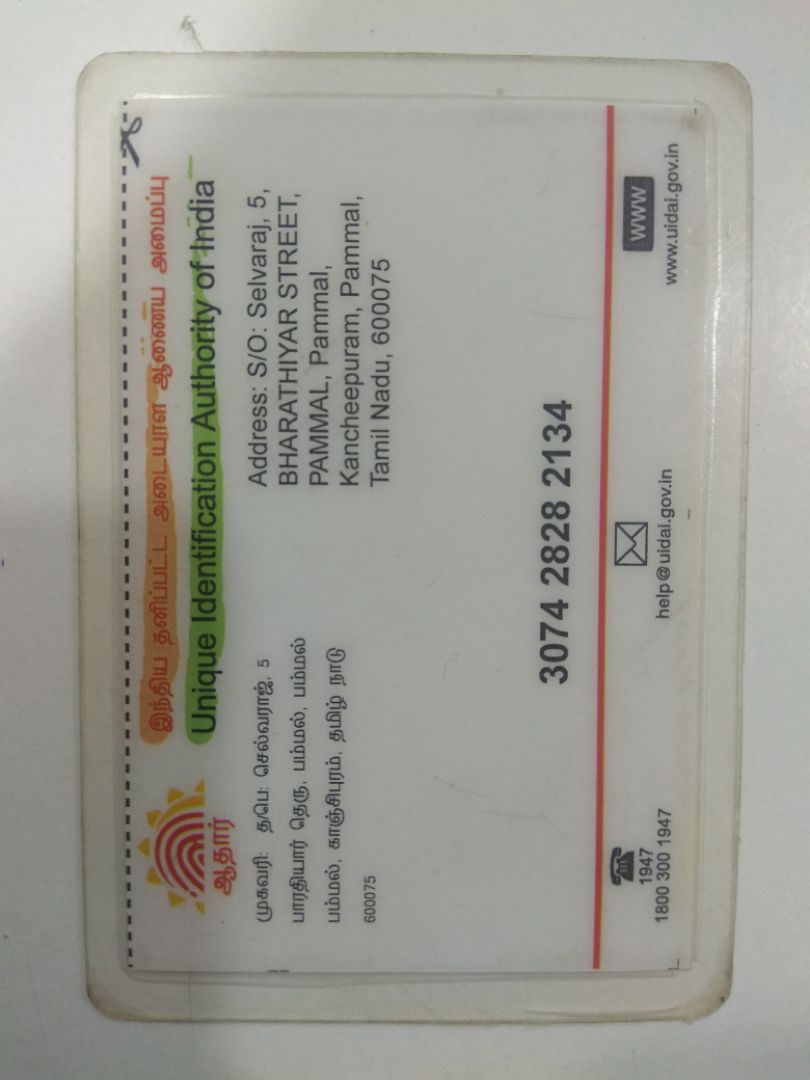 இந்திய தனிப்பட்ட அடையாள ஆணைய அமைப்பு
Unique Identification Authority of India
ஆதார்
முகவரி: த/பெ: செல்வராஜ், 5
பாரதியார் தெரு, பம்மல், பம்மல்
பம்மல், காஞ்சிபுரம், தமிழ் நாடு
600075
Address: S/O: Selvaraj, 5,
BHARATHIYAR STREET,
PAMMAL, Pammal,
Kancheepuram, Pammal,
Tamil Nadu, 600075
3074 2828 2134
1947
1800 300 1947
help@uidai.gov.in
WWW
www.uidai.gov.in